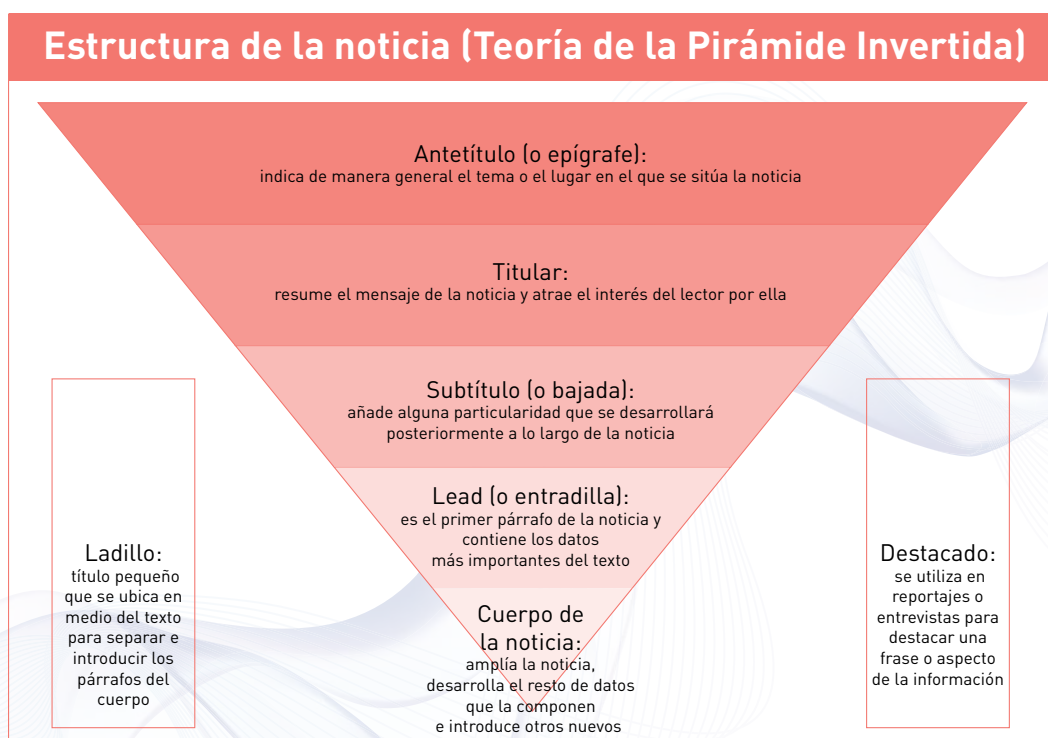 Estructura de la noticia (Teoría de la Pirámide Invertida)
Antetítulo (o epígrafe):
indica de manera general el tema o el lugar en el que se sitúa la noticia
Titular:
resume el mensaje de la noticia y atrae el interés del lector por ella
Subtítulo (o bajada):
añade alguna particularidad que se desarrollará
posteriormente a lo largo de la noticia
Lead (o entradilla):
es el primer párrafo de la noticia y
contiene los datos
más importantes del texto
Cuerpo de
la noticia:
amplía la noticia,
desarrolla el resto de datos
que la componen
e introduce otros nuevos
Ladillo:
título pequeño
que se ubica en
medio del texto
para separar e
introducir los
párrafos del
cuerpo
Destacado:
se utiliza en
reportajes o
entrevistas para
destacar una
frase o aspecto
de la información